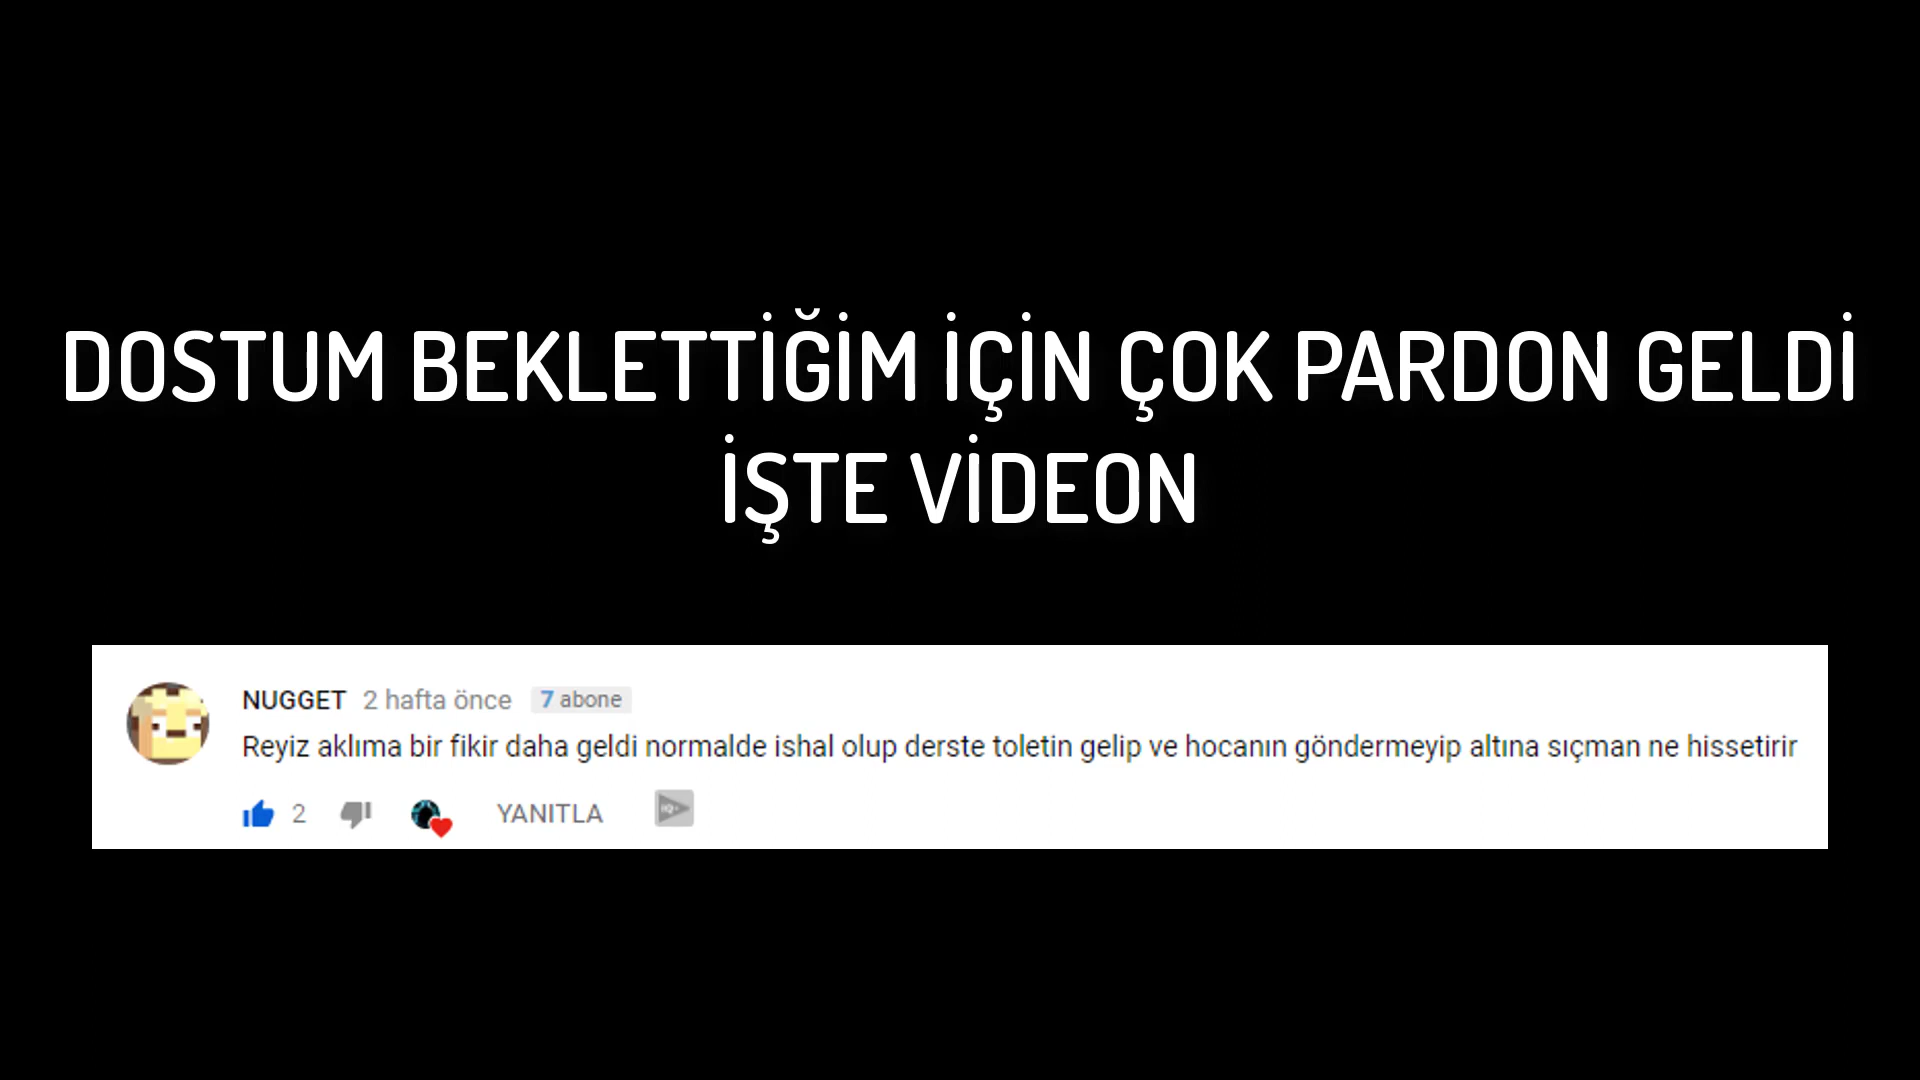 DOSTUM BEKLETTİĞİM İÇİN ÇOK PARDON GELDİ
İŞTE VİDEON
NUGGET 2 hafta önce 7 abone
Reyiz aklıma bir fikir daha geldi normalde ishal olup derste toletin gelip ve hocanın göndermeyip altına sıçman ne hissetirir
2 YANITLA